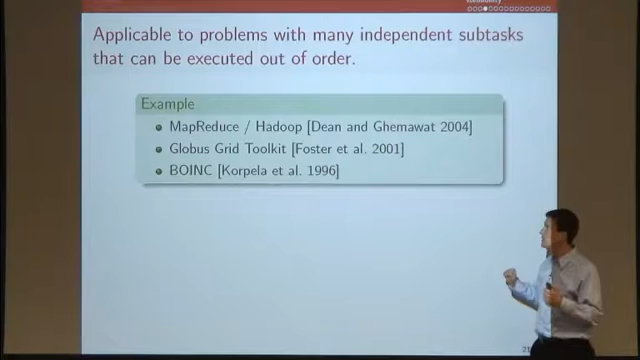 Reliability
Applicable to problems with many independent subtasks
that can be executed out of order.
Example
MapReduce / Hadoop [Dean and Ghemawat 2004]
Globus Grid Toolkit [Foster et al. 2001]
BOINC [Korpela et al. 1996]